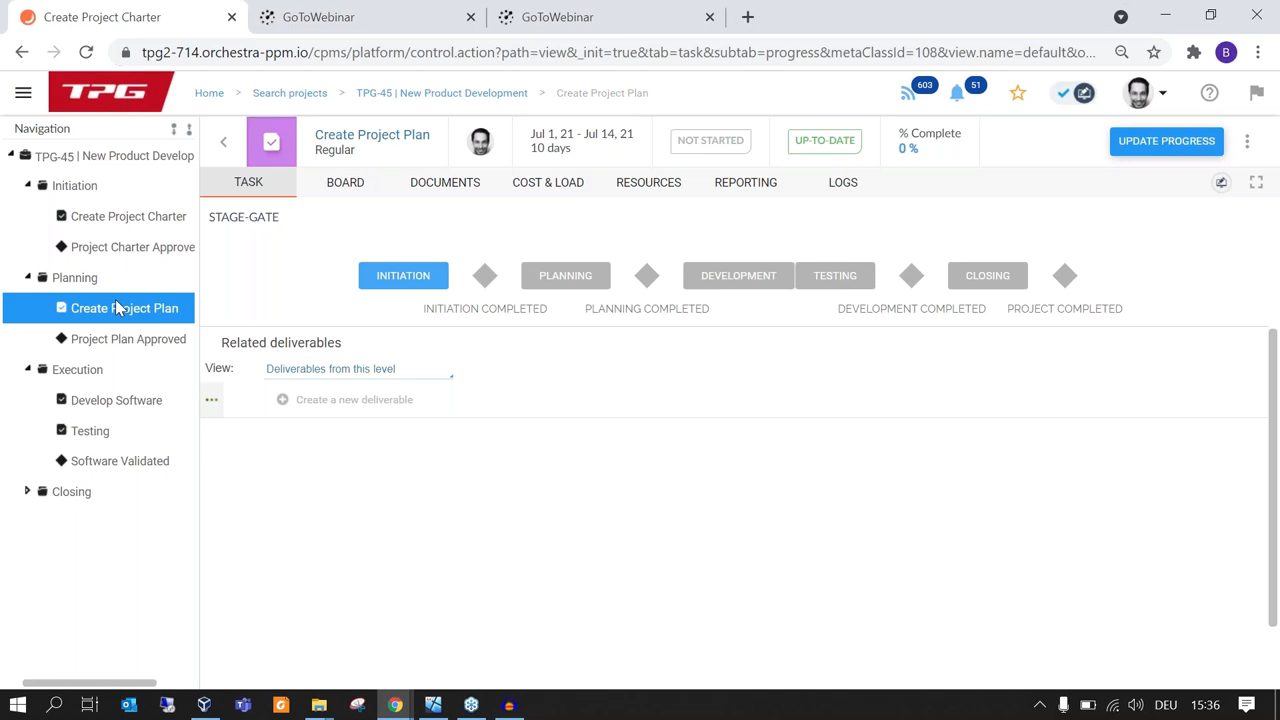 Create Project Charter
GoToWebinar
GoToWebinar
tpg2-714.orchestra-ppm.io/cpms/platform/control.action?path=view&_init=true&tab=task&subtab=progress&metaClassId=108&view.name=default&o...
B
TPG
Home > Search projects > TPG-45 | New Product Development > Create Project Plan
603
51
Navigation
TPG-45 | New Product Develop
Initiation
Create Project Charter
Project Charter Approve
Planning
Create Project Plan
Project Plan Approved
Execution
Develop Software
Testing
Software Validated
Closing
Create Project Plan
Regular
Jul 1, 21 - Jul 14, 21
10 days
NOT STARTED
UP-TO-DATE
% Complete
0 %
UPDATE PROGRESS
TASK
BOARD
DOCUMENTS
COST & LOAD
RESOURCES
REPORTING
LOGS
STAGE-GATE
INITIATION
PLANNING
DEVELOPMENT
TESTING
CLOSING
INITIATION COMPLETED
PLANNING COMPLETED
DEVELOPMENT COMPLETED
PROJECT COMPLETED
Related deliverables
View: Deliverables from this level
Create a new deliverable
DEU
15:36